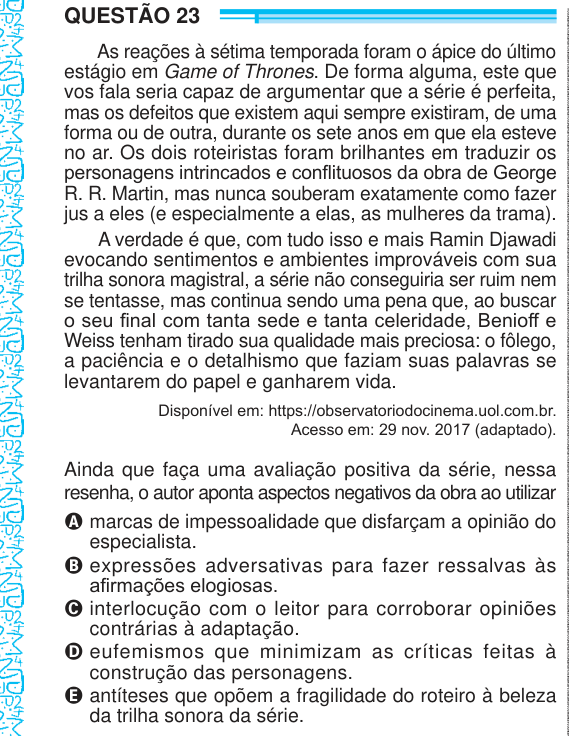 QUESTÃO 23
As reações à sétima temporada foram o ápice do último
estágio em Game of Thrones. De forma alguma, este que
vos fala seria capaz de argumentar que a série é perfeita,
mas os defeitos que existem aqui sempre existiram, de uma
forma ou de outra, durante os sete anos em que ela esteve
no ar. Os dois roteiristas foram brilhantes em traduzir os
personagens intrincados e conflituosos da obra de George
R. R. Martin, mas nunca souberam exatamente como fazer
jus a eles (e especialmente a elas, as mulheres da trama).
A verdade é que, com tudo isso e mais Ramin Djawadi
evocando sentimentos e ambientes improváveis com sua
trilha sonora magistral, a série não conseguiria ser ruim nem
se tentasse, mas continua sendo uma pena que, ao buscar
o seu final com tanta sede e tanta celeridade, Benioff e
Weiss tenham tirado sua qualidade mais preciosa: o fôlego,
a paciência e o detalhismo que faziam suas palavras se
levantarem do papel e ganharem vida.
Disponível em: https://observatoriodocinema.uol.com.br.
Acesso em: 29 nov. 2017 (adaptado).
Ainda que faça uma avaliação positiva da série, nessa
resenha, o autor aponta aspectos negativos da obra ao utilizar
A marcas de impessoalidade que disfarçam a opinião do
especialista.
B expressões adversativas para fazer ressalvas às
afirmações elogiosas.
C interlocução com o leitor para corroborar opiniões
contrárias à adaptação.
D eufemismos que minimizam as críticas feitas à
construção das personagens.
E antíteses que opõem a fragilidade do roteiro à beleza
da trilha sonora da série.